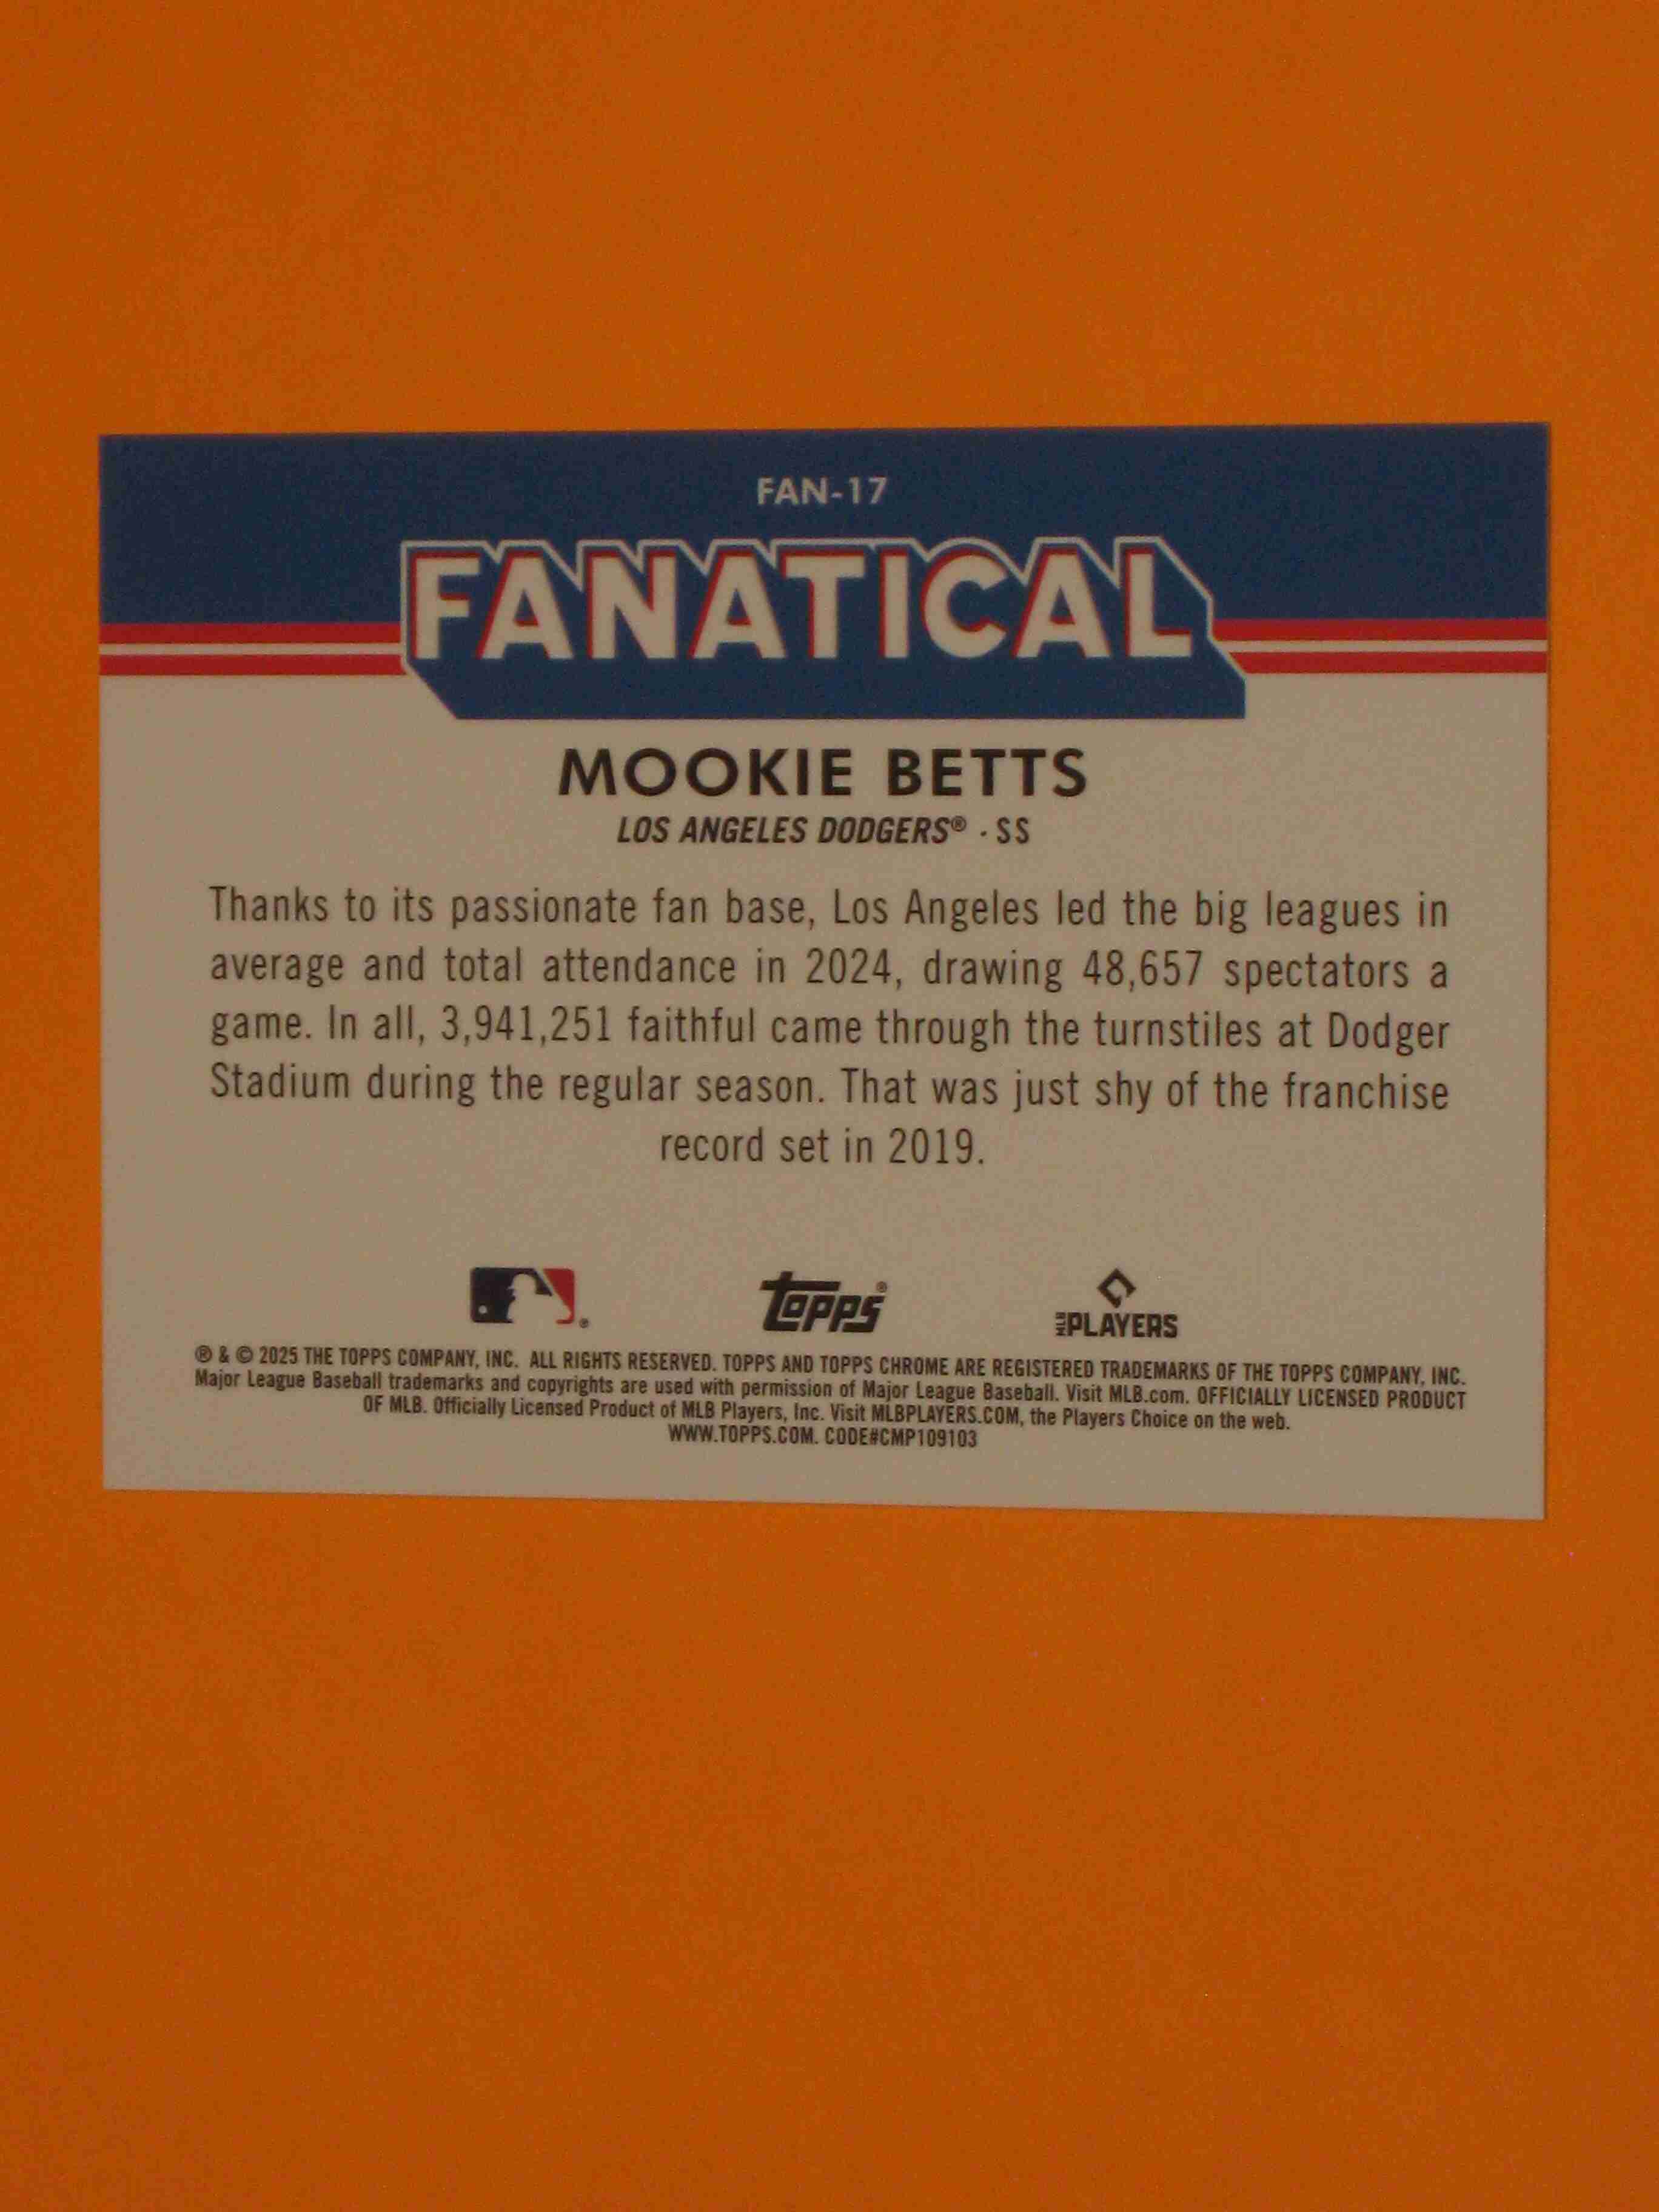 FAN-17
FANATICAL
MOOKIE BETTS
LOS ANGELES DODGERS® · SS
Thanks to its passionate fan base, Los Angeles led the big leagues in
average and total attendance in 2024, drawing 48,657 spectators a
game. In all, 3,941,251 faithful came through the turnstiles at Dodger
Stadium during the regular season. That was just shy of the franchise
record set in 2019.
topps® MLB PLAYERS
® & © 2025 THE TOPPS COMPANY, INC. ALL RIGHTS RESERVED. TOPPS AND TOPPS CHROME ARE REGISTERED TRADEMARKS OF THE TOPPS COMPANY, INC.
Major League Baseball trademarks and copyrights are used with permission of Major League Baseball. Visit MLB.com. OFFICIALLY LICENSED PRODUCT
OF MLB. Officially Licensed Product of MLB Players, Inc. Visit MLBPLAYERS.COM, the Players Choice on the web.
WWW.TOPPS.COM. CODE#CMP109103